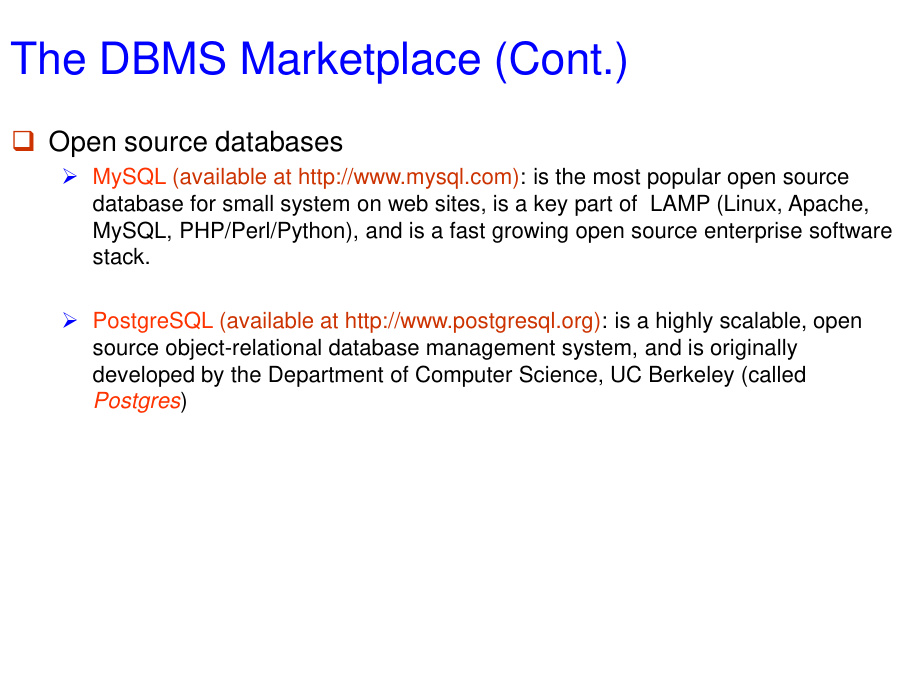 The DBMS Marketplace (Cont.)
Open source databases
MySQL (available at http://www.mysql.com): is the most popular open source
database for small system on web sites, is a key part of  LAMP (Linux, Apache,
MySQL, PHP/Perl/Python), and is a fast growing open source enterprise software
stack.
PostgreSQL (available at http://www.postgresql.org): is a highly scalable, open
source object-relational database management system, and is originally
developed by the Department of Computer Science, UC Berkeley (called
Postgres)